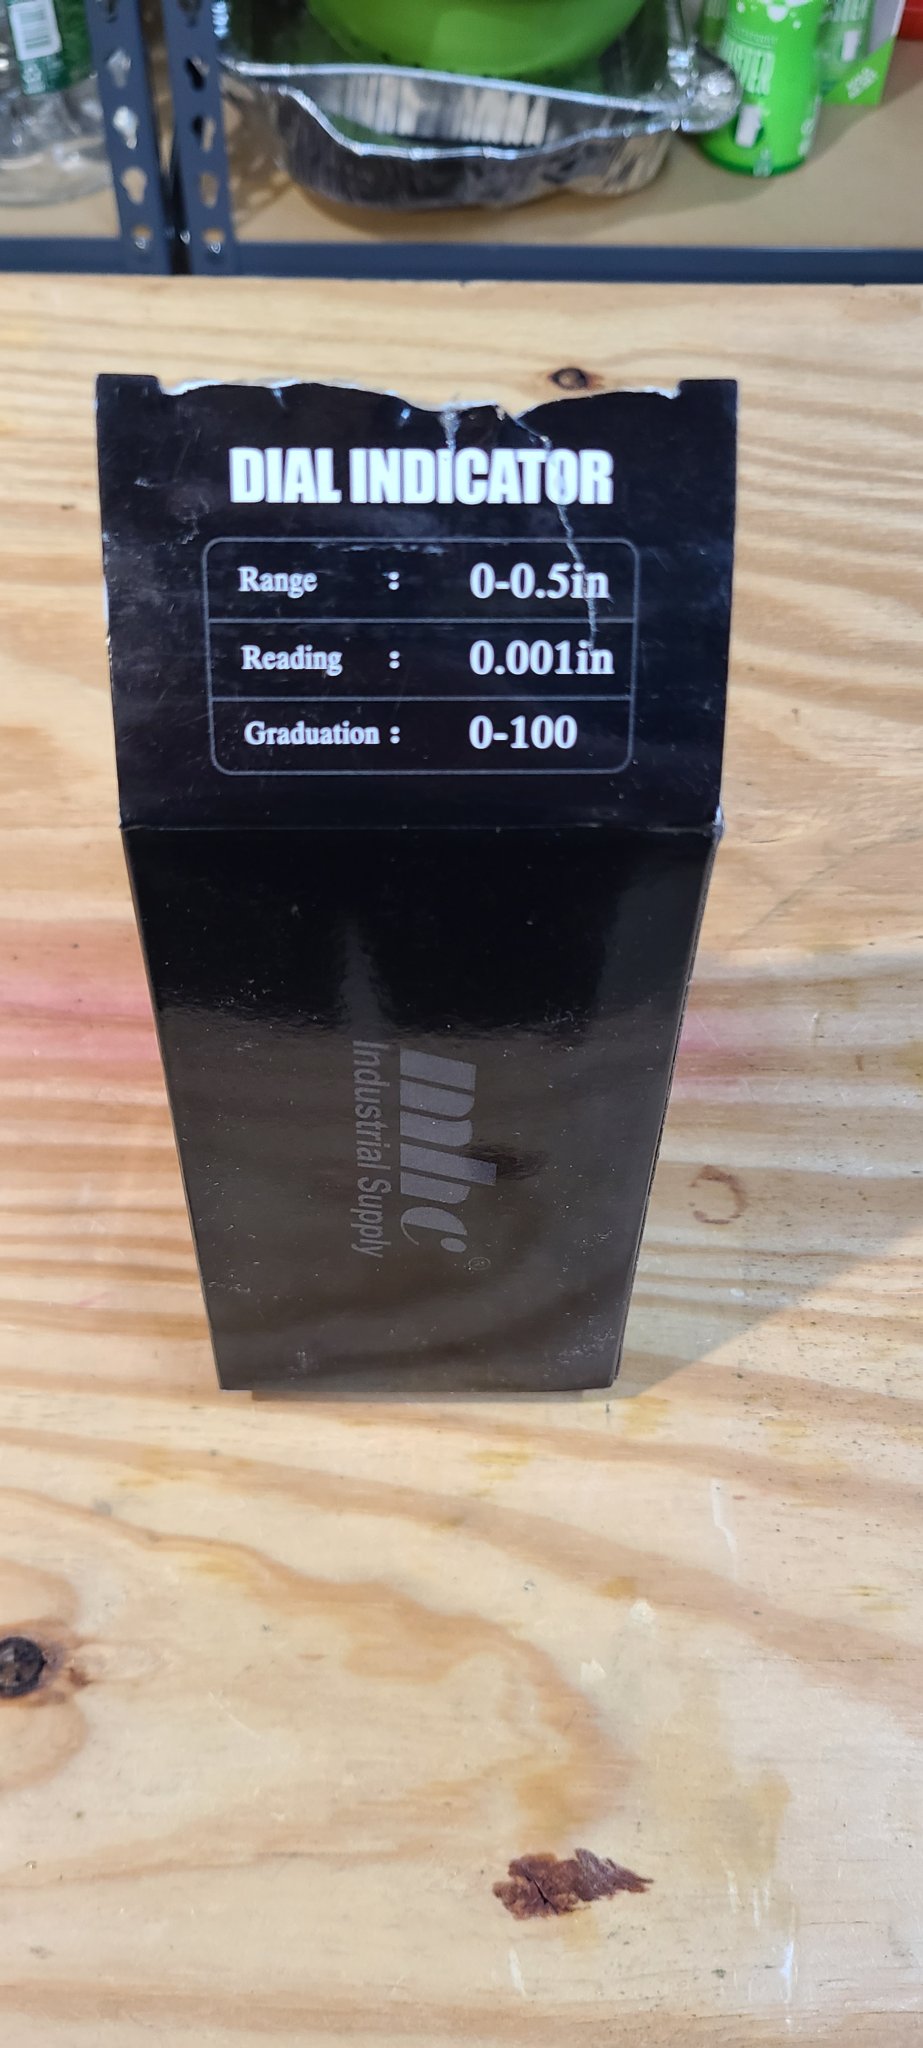 DIAL INDICATOR
Range : 0-0.5in
Reading : 0.001in
Graduation : 0-100
mhc®
Industrial Supply